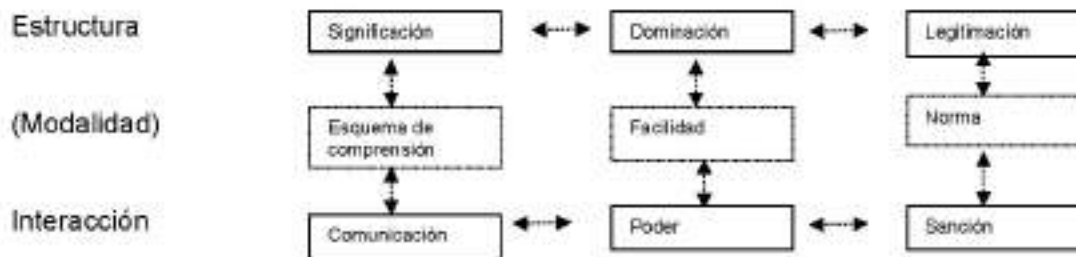 Estructura
Significación
Dominación
Legitimación
(Modalidad)
Esquema de
comprensión
Facilidad
Norma
Interacción
Comunicación
Poder
Sanción